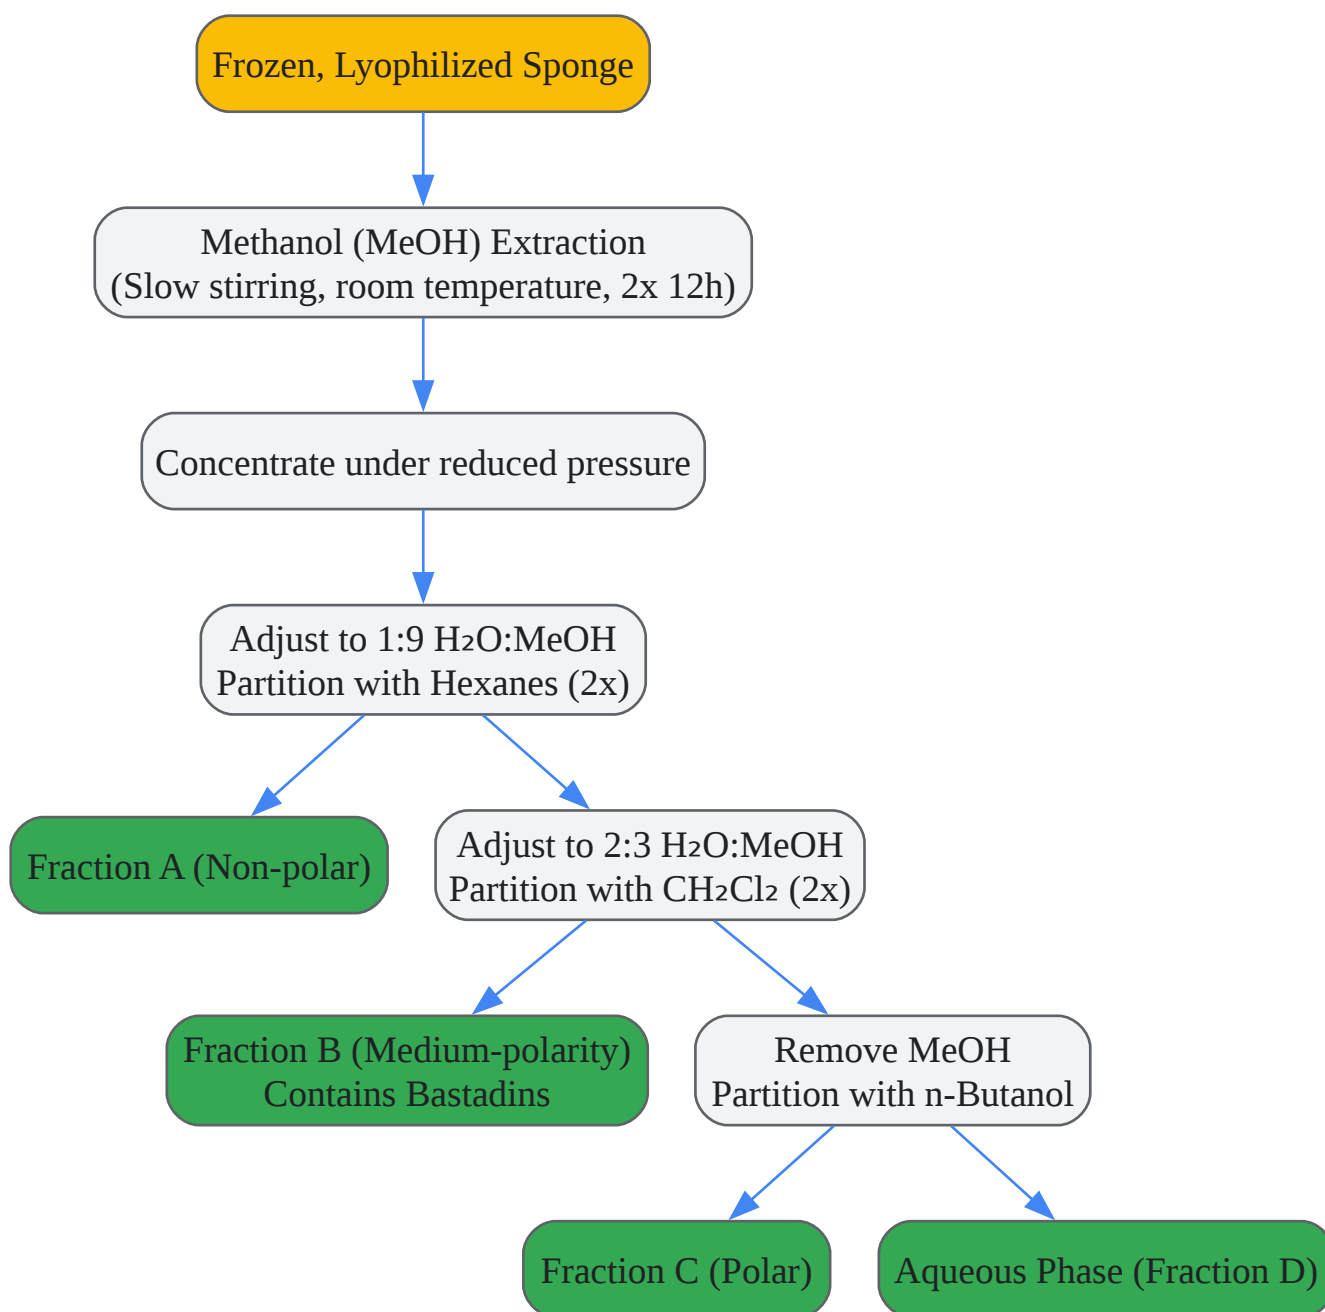 Frozen, Lyophilized Sponge
Methanol (MeOH) Extraction
(Slow stirring, room temperature, 2x 12h)
Concentrate under reduced pressure
Adjust to 1:9 H₂O:MeOH
Partition with Hexanes (2x)
Fraction A (Non-polar)
Adjust to 2:3 H₂O:MeOH
Partition with CH₂Cl₂ (2x)
Fraction B (Medium-polarity)
Contains Bastadins
Remove MeOH
Partition with n-Butanol
Fraction C (Polar)
Aqueous Phase (Fraction D)